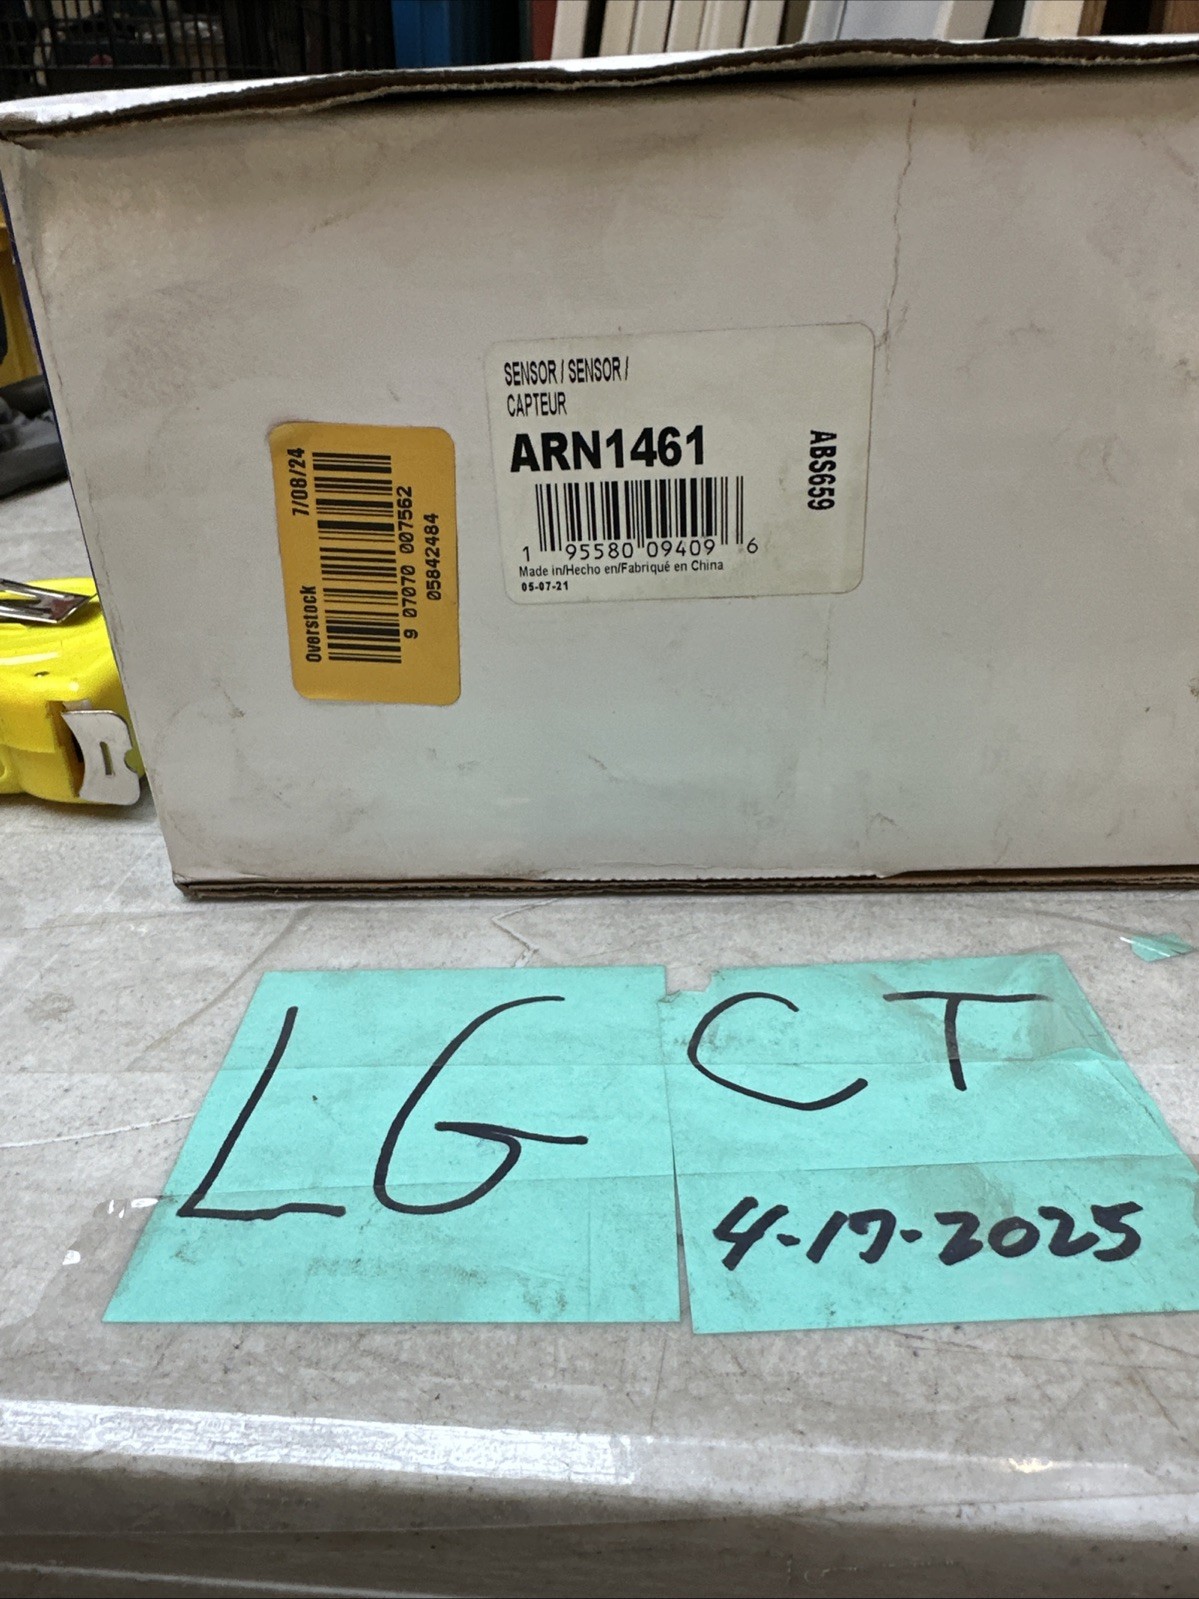 SENSOR / SENSOR /
CAPTEUR
ARN1461
ABS659
1 95580 09409 6
Made in/Hecho en/Fabriqué en China
05-07-21
Overstock 7/08/24
9 07070 007562
05842484
LG
CT
4-17-2025